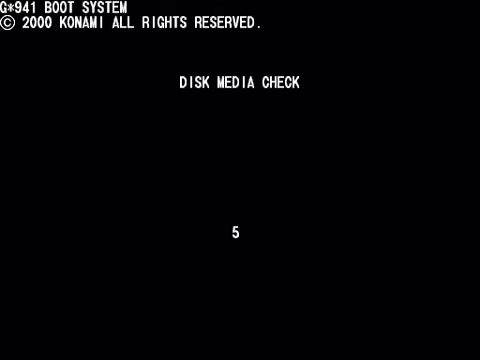 G*941 BOOT SYSTEM
Ⓒ 2000 KONAMI ALL RIGHTS RESERVED.
DISK MEDIA CHECK
5